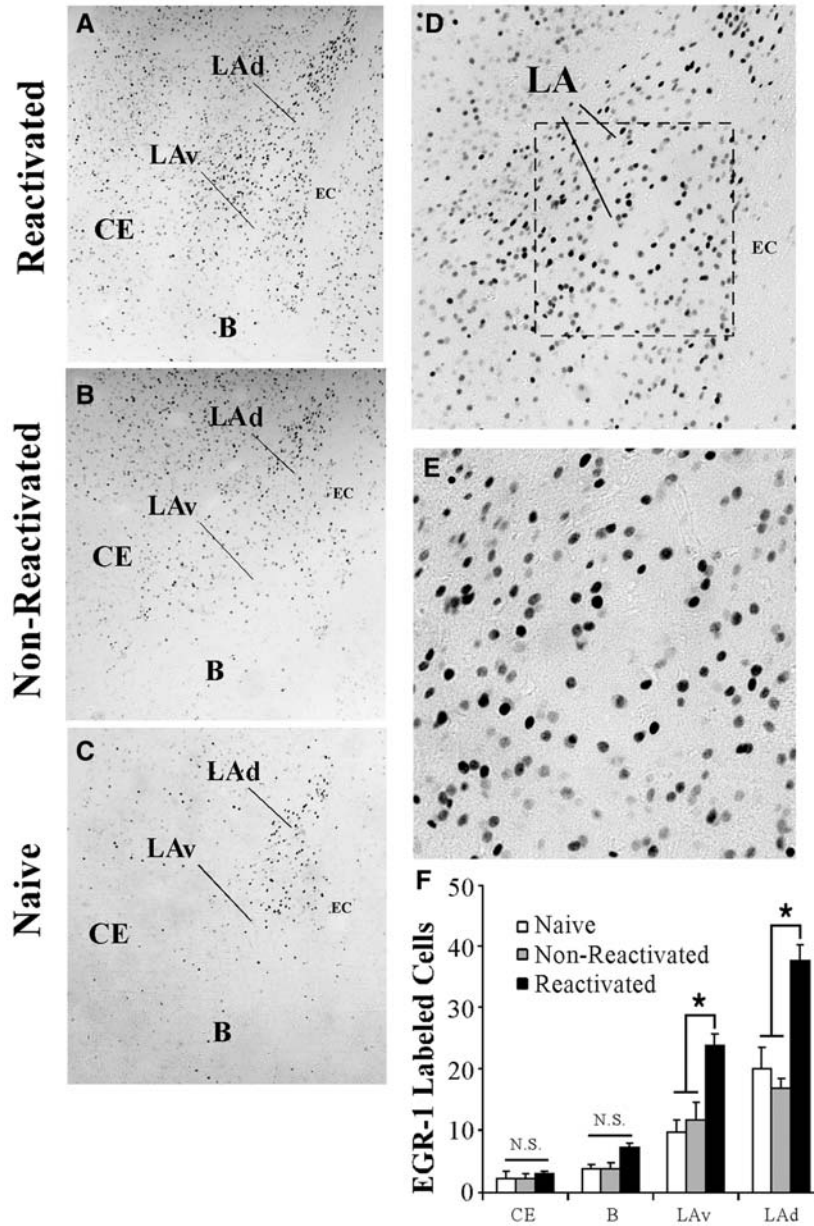 Reactivated
A
LAd
LAv
EC
CE
B
Non-Reactivated
B
LAd
EC
LAv
CE
B
Naive
C
LAd
LAv
EC
CE
B
D
LA
EC
E
F
EGR-1 Labeled Cells
50
40
30
20
10
0
Naive
Non-Reactivated
Reactivated
N.S.
N.S.
*
*
CE B LAv LAd